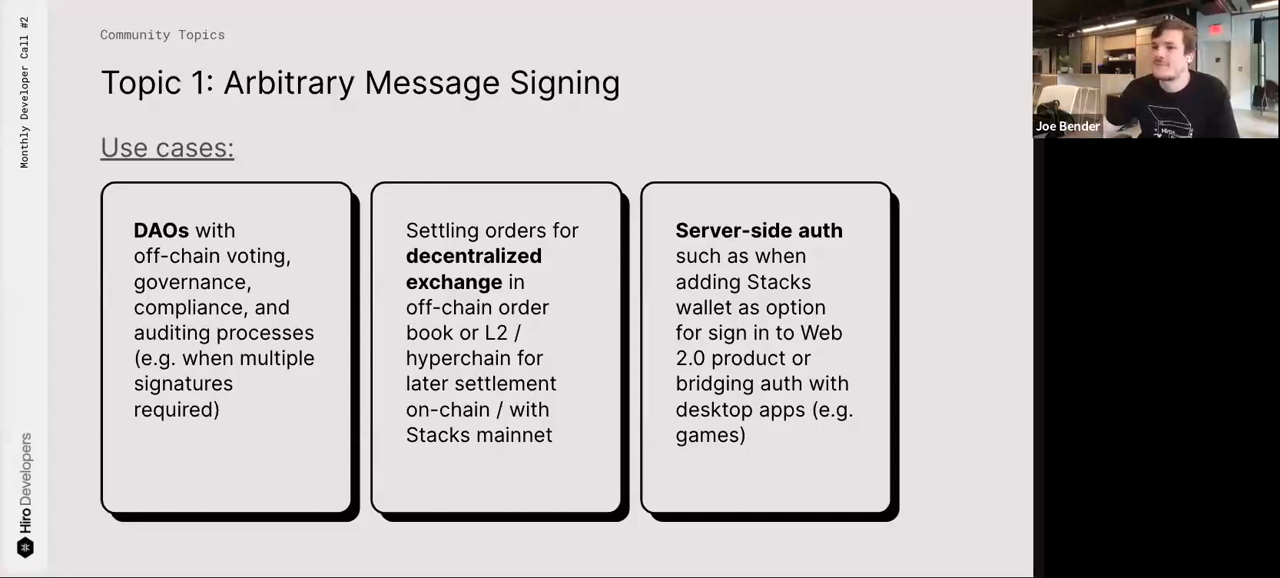 Monthly Developer Call #2
Community Topics
Topic 1: Arbitrary Message Signing
Use cases:
DAOs with
off-chain voting,
governance,
compliance, and
auditing processes
(e.g. when multiple
signatures
required)
Settling orders for
decentralized
exchange in
off-chain order
book or L2 /
hyperchain for
later settlement
on-chain / with
Stacks mainnet
Server-side auth
such as when
adding Stacks
wallet as option
for sign in to Web
2.0 product or
bridging auth with
desktop apps (e.g.
games)
Hiro Developers
Joe Bender
Hiro